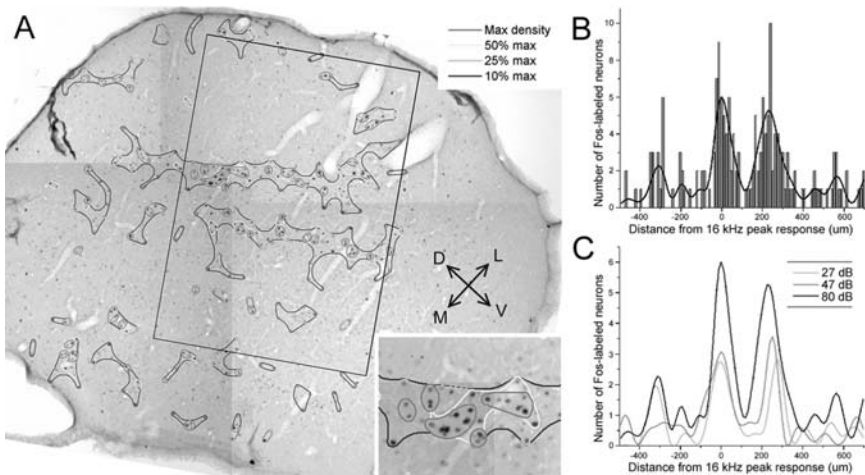 A
Max density
50% max
25% max
10% max
D
L
M
V
B
Number of Fos-labeled neurons
10
8
5
3
0
-400
-200
0
200
400
600
Distance from 16 kHz peak response (um)
C
27 dB
47 dB
80 dB
Number of Fos-labeled neurons
6
5
4
3
2
1
0
-400
-200
0
200
400
600
Distance from 16 kHz peak response (um)